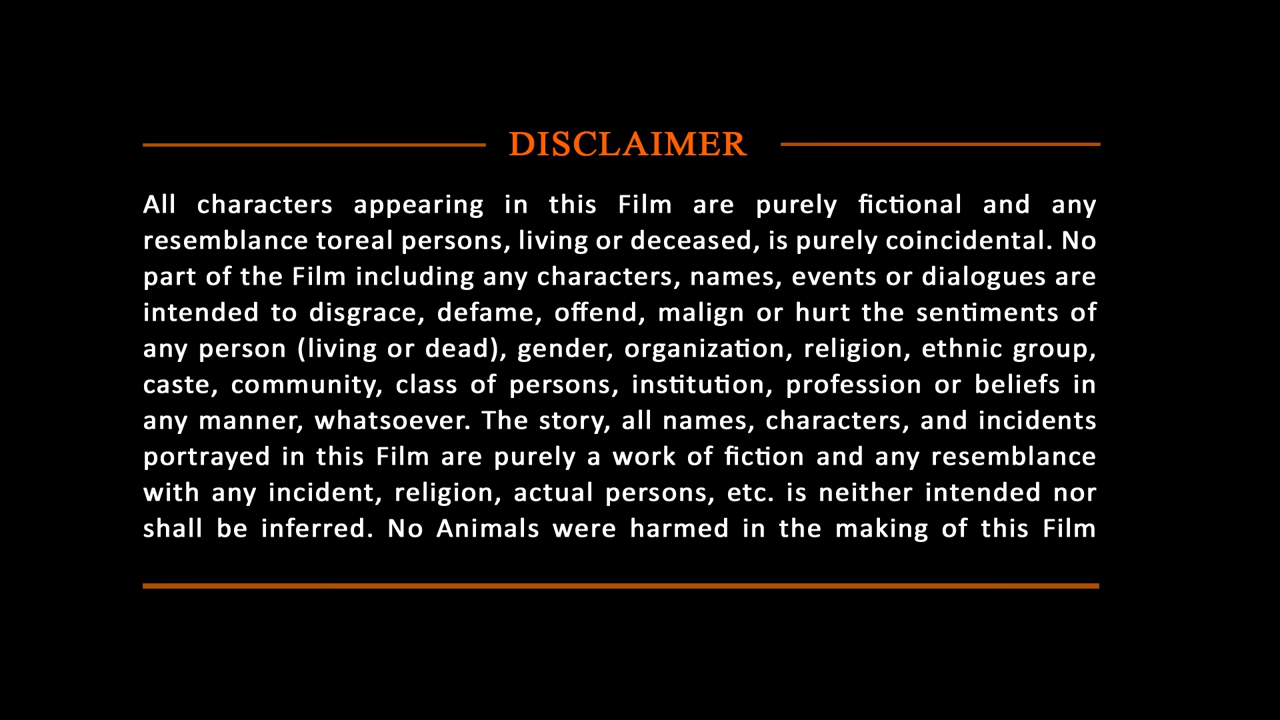 DISCLAIMER
All characters appearing in this Film are purely fictional and any
resemblance toreal persons, living or deceased, is purely coincidental. No
part of the Film including any characters, names, events or dialogues are
intended to disgrace, defame, offend, malign or hurt the sentiments of
any person (living or dead), gender, organization, religion, ethnic group,
caste, community, class of persons, institution, profession or beliefs in
any manner, whatsoever. The story, all names, characters, and incidents
portrayed in this Film are purely a work of fiction and any resemblance
with any incident, religion, actual persons, etc. is neither intended nor
shall be inferred. No Animals were harmed in the making of this Film